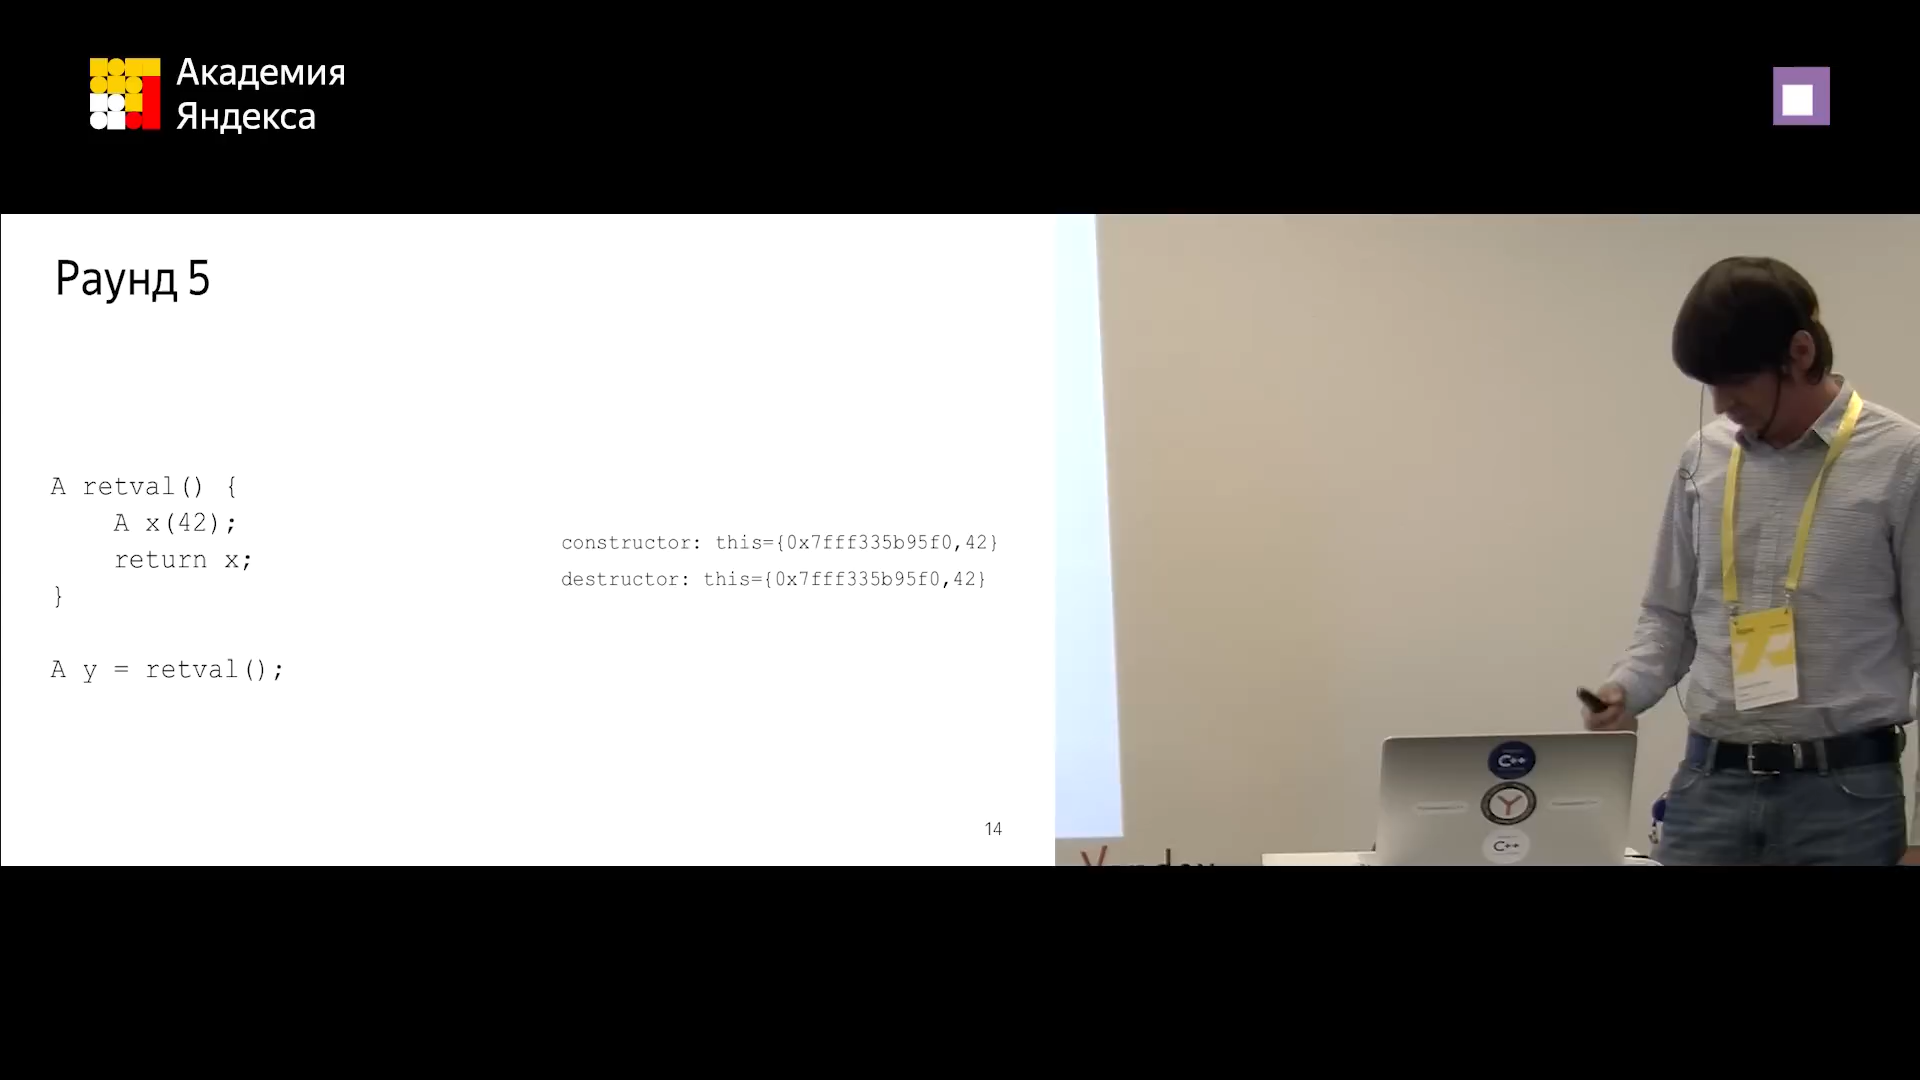 Академия
Яндекса
Раунд 5
A retval() {
    A x(42);
    return x;
}
A y = retval();
constructor: this={0x7fff335b95f0,42}
destructor: this={0x7fff335b95f0,42}
14
C++
Y
C++